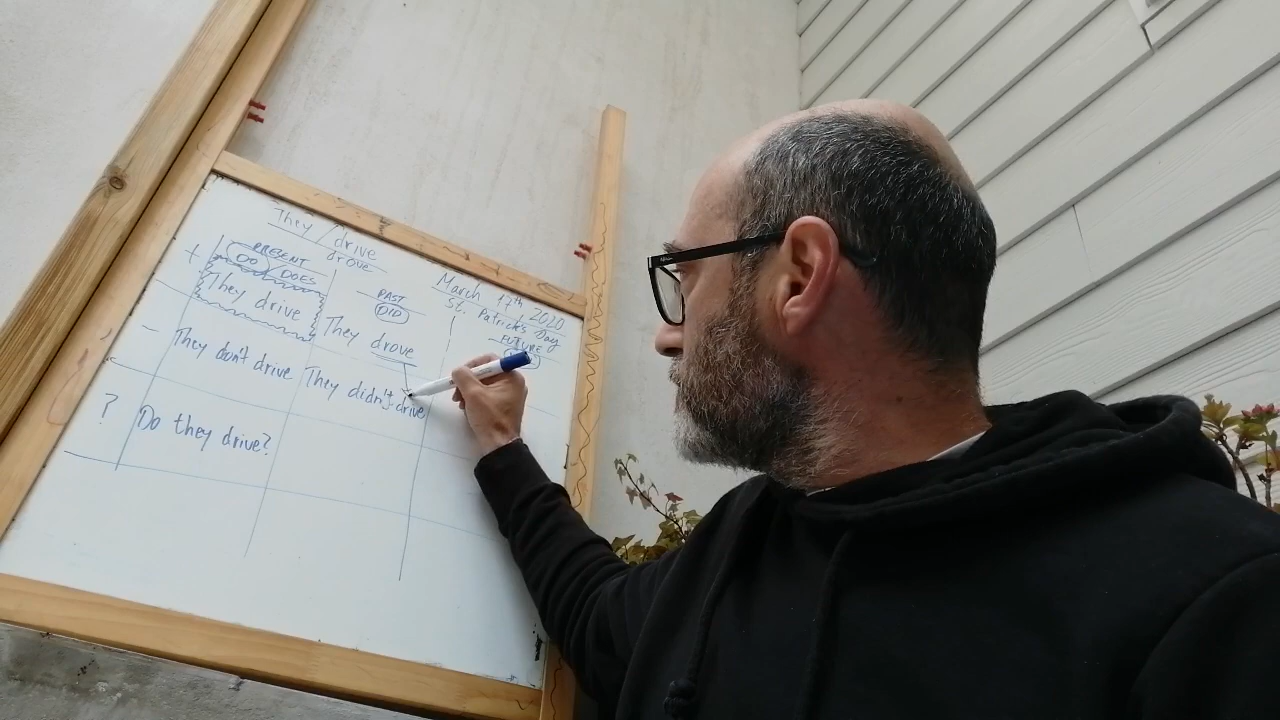 They / drive
drove
March 17th, 2020
St. Patrick's Day
PRESENT
DO / DOES
PAST
DID
FUTURE
+ They drive
They drove
- They don't drive
They didn't drive
? Do they drive?